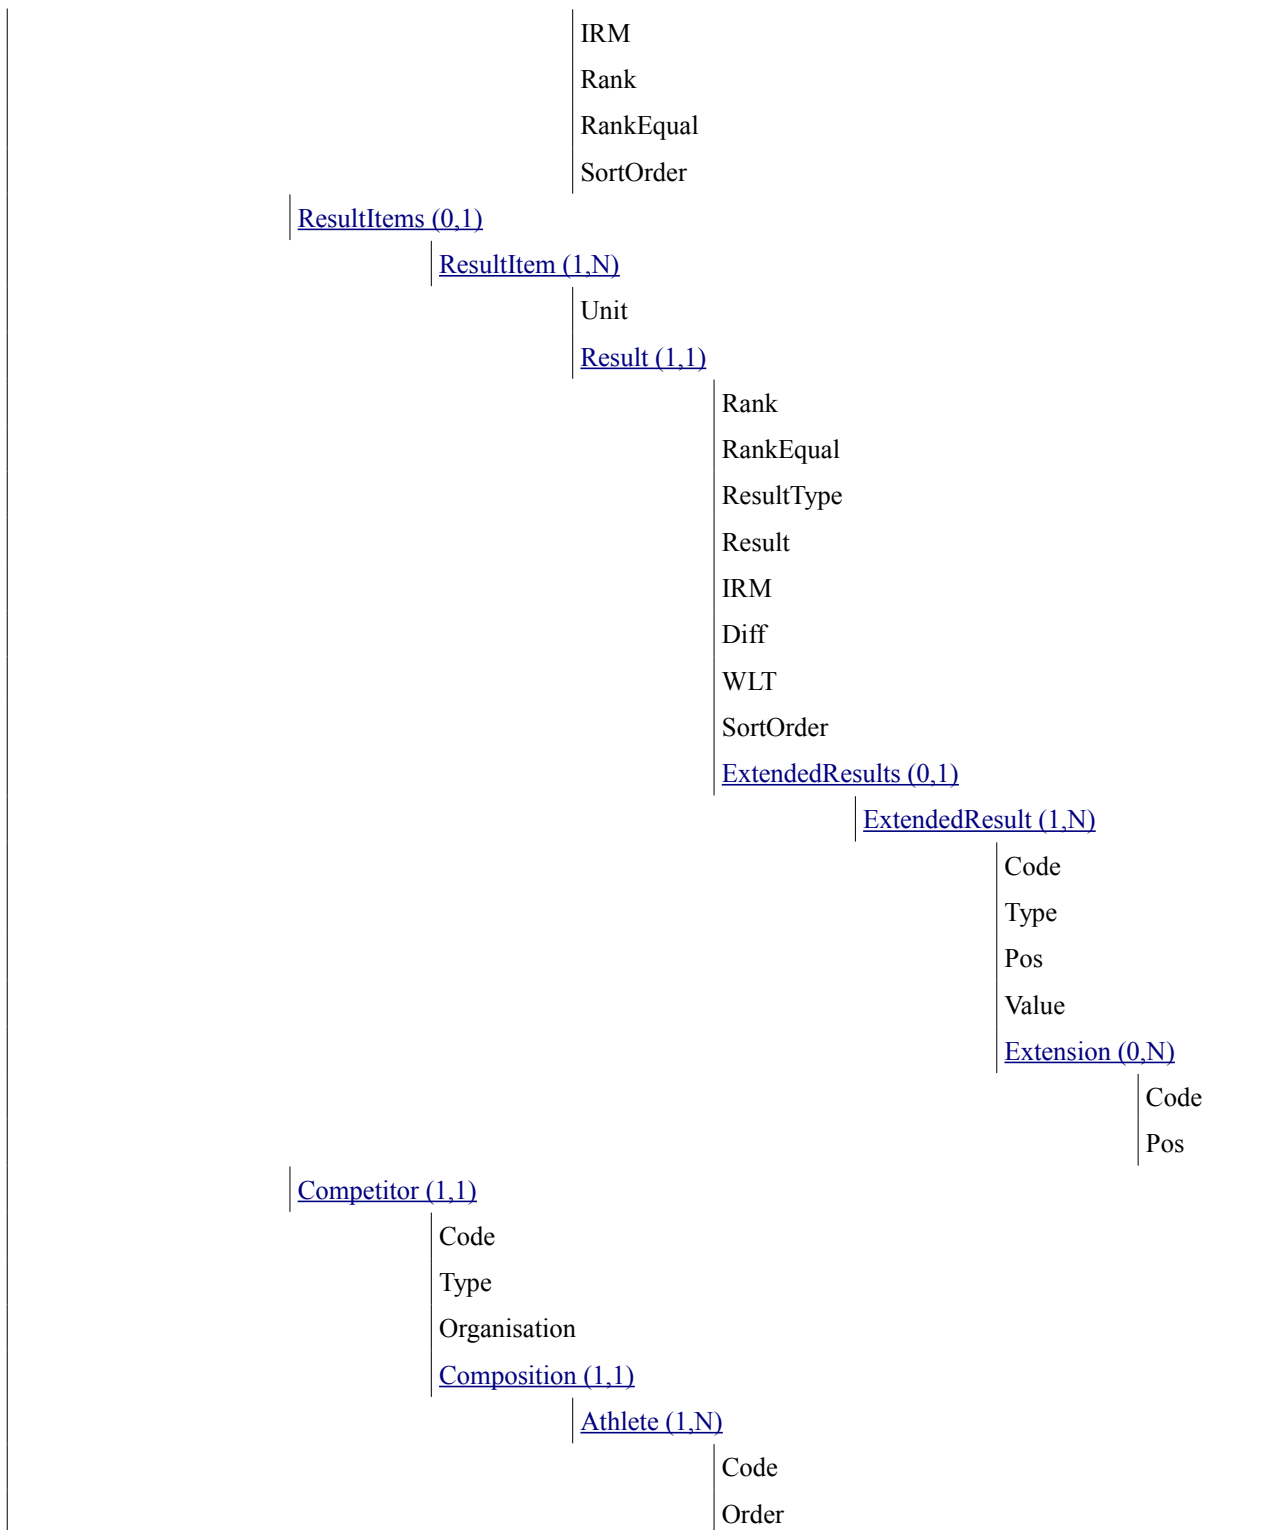 IRM
Rank
RankEqual
SortOrder
ResultItems (0,1)
ResultItem (1,N)
Unit
Result (1,1)
Rank
RankEqual
ResultType
Result
IRM
Diff
WLT
SortOrder
ExtendedResults (0,1)
ExtendedResult (1,N)
Code
Type
Pos
Value
Extension (0,N)
Code
Pos
Competitor (1,1)
Code
Type
Organisation
Composition (1,1)
Athlete (1,N)
Code
Order